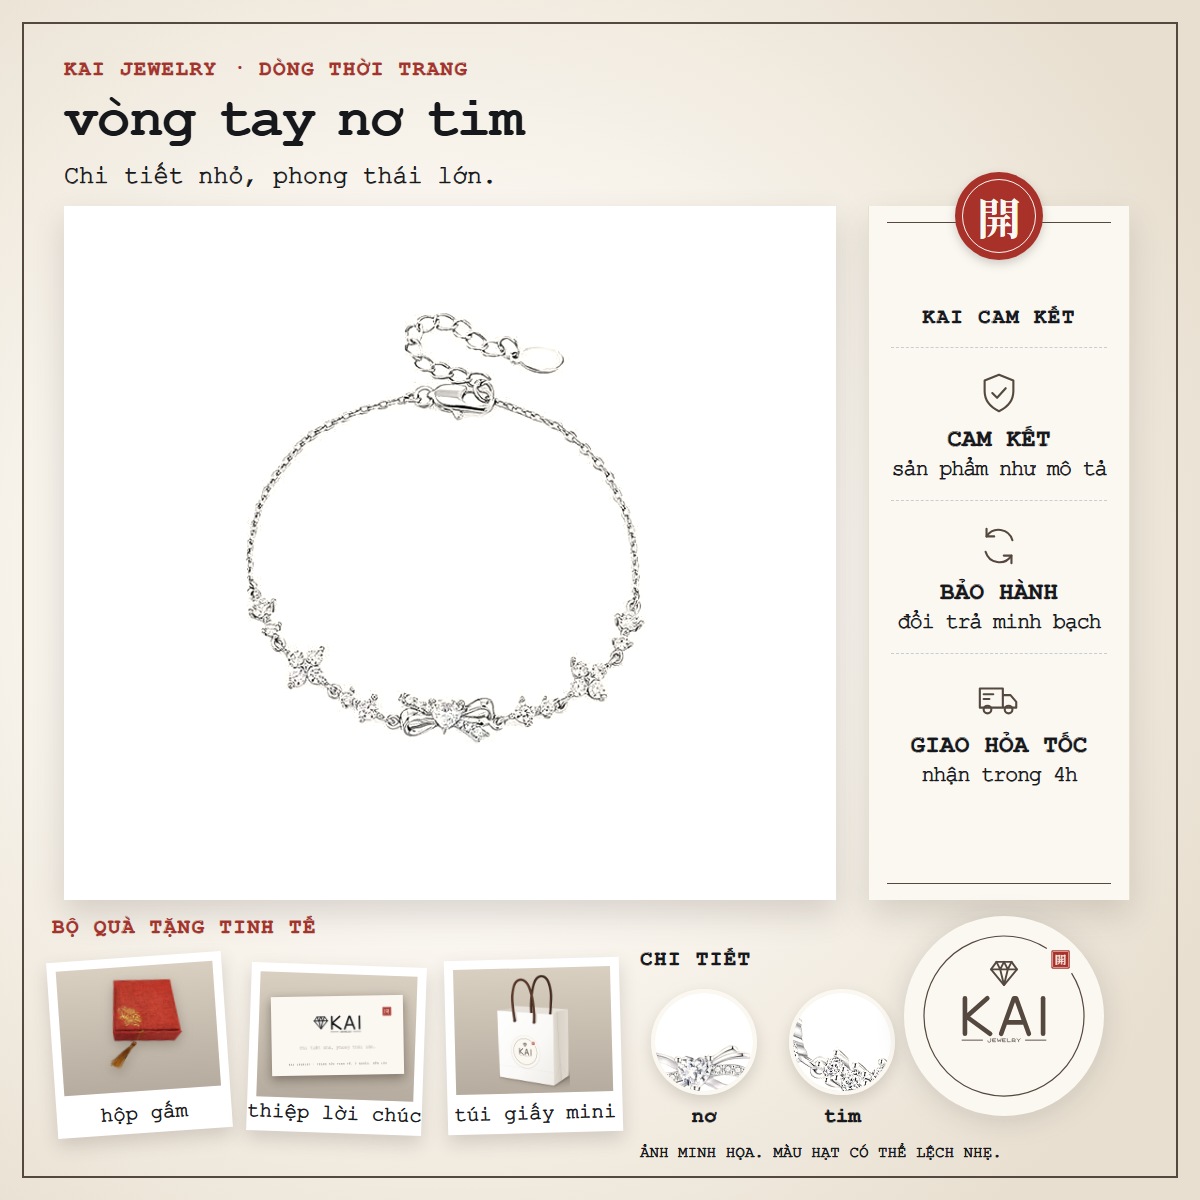 KAI JEWELRY · DÒNG THỜI TRANG
vòng tay nơ tim
Chi tiết nhỏ, phong thái lớn.
開
KAI CAM KẾT
CAM KẾT
sản phẩm như mô tả
BẢO HÀNH
đổi trả minh bạch
GIAO HỎA TỐC
nhận trong 4h
BỘ QUÀ TẶNG TINH TẾ
hộp gấm
開
KAI
thiệp lời chúc
KAI
túi giấy mini
CHI TIẾT
nơ
tim
開
KAI
JEWELRY
ẢNH MINH HỌA. MÀU HẠT CÓ THỂ LỆCH NHẸ.